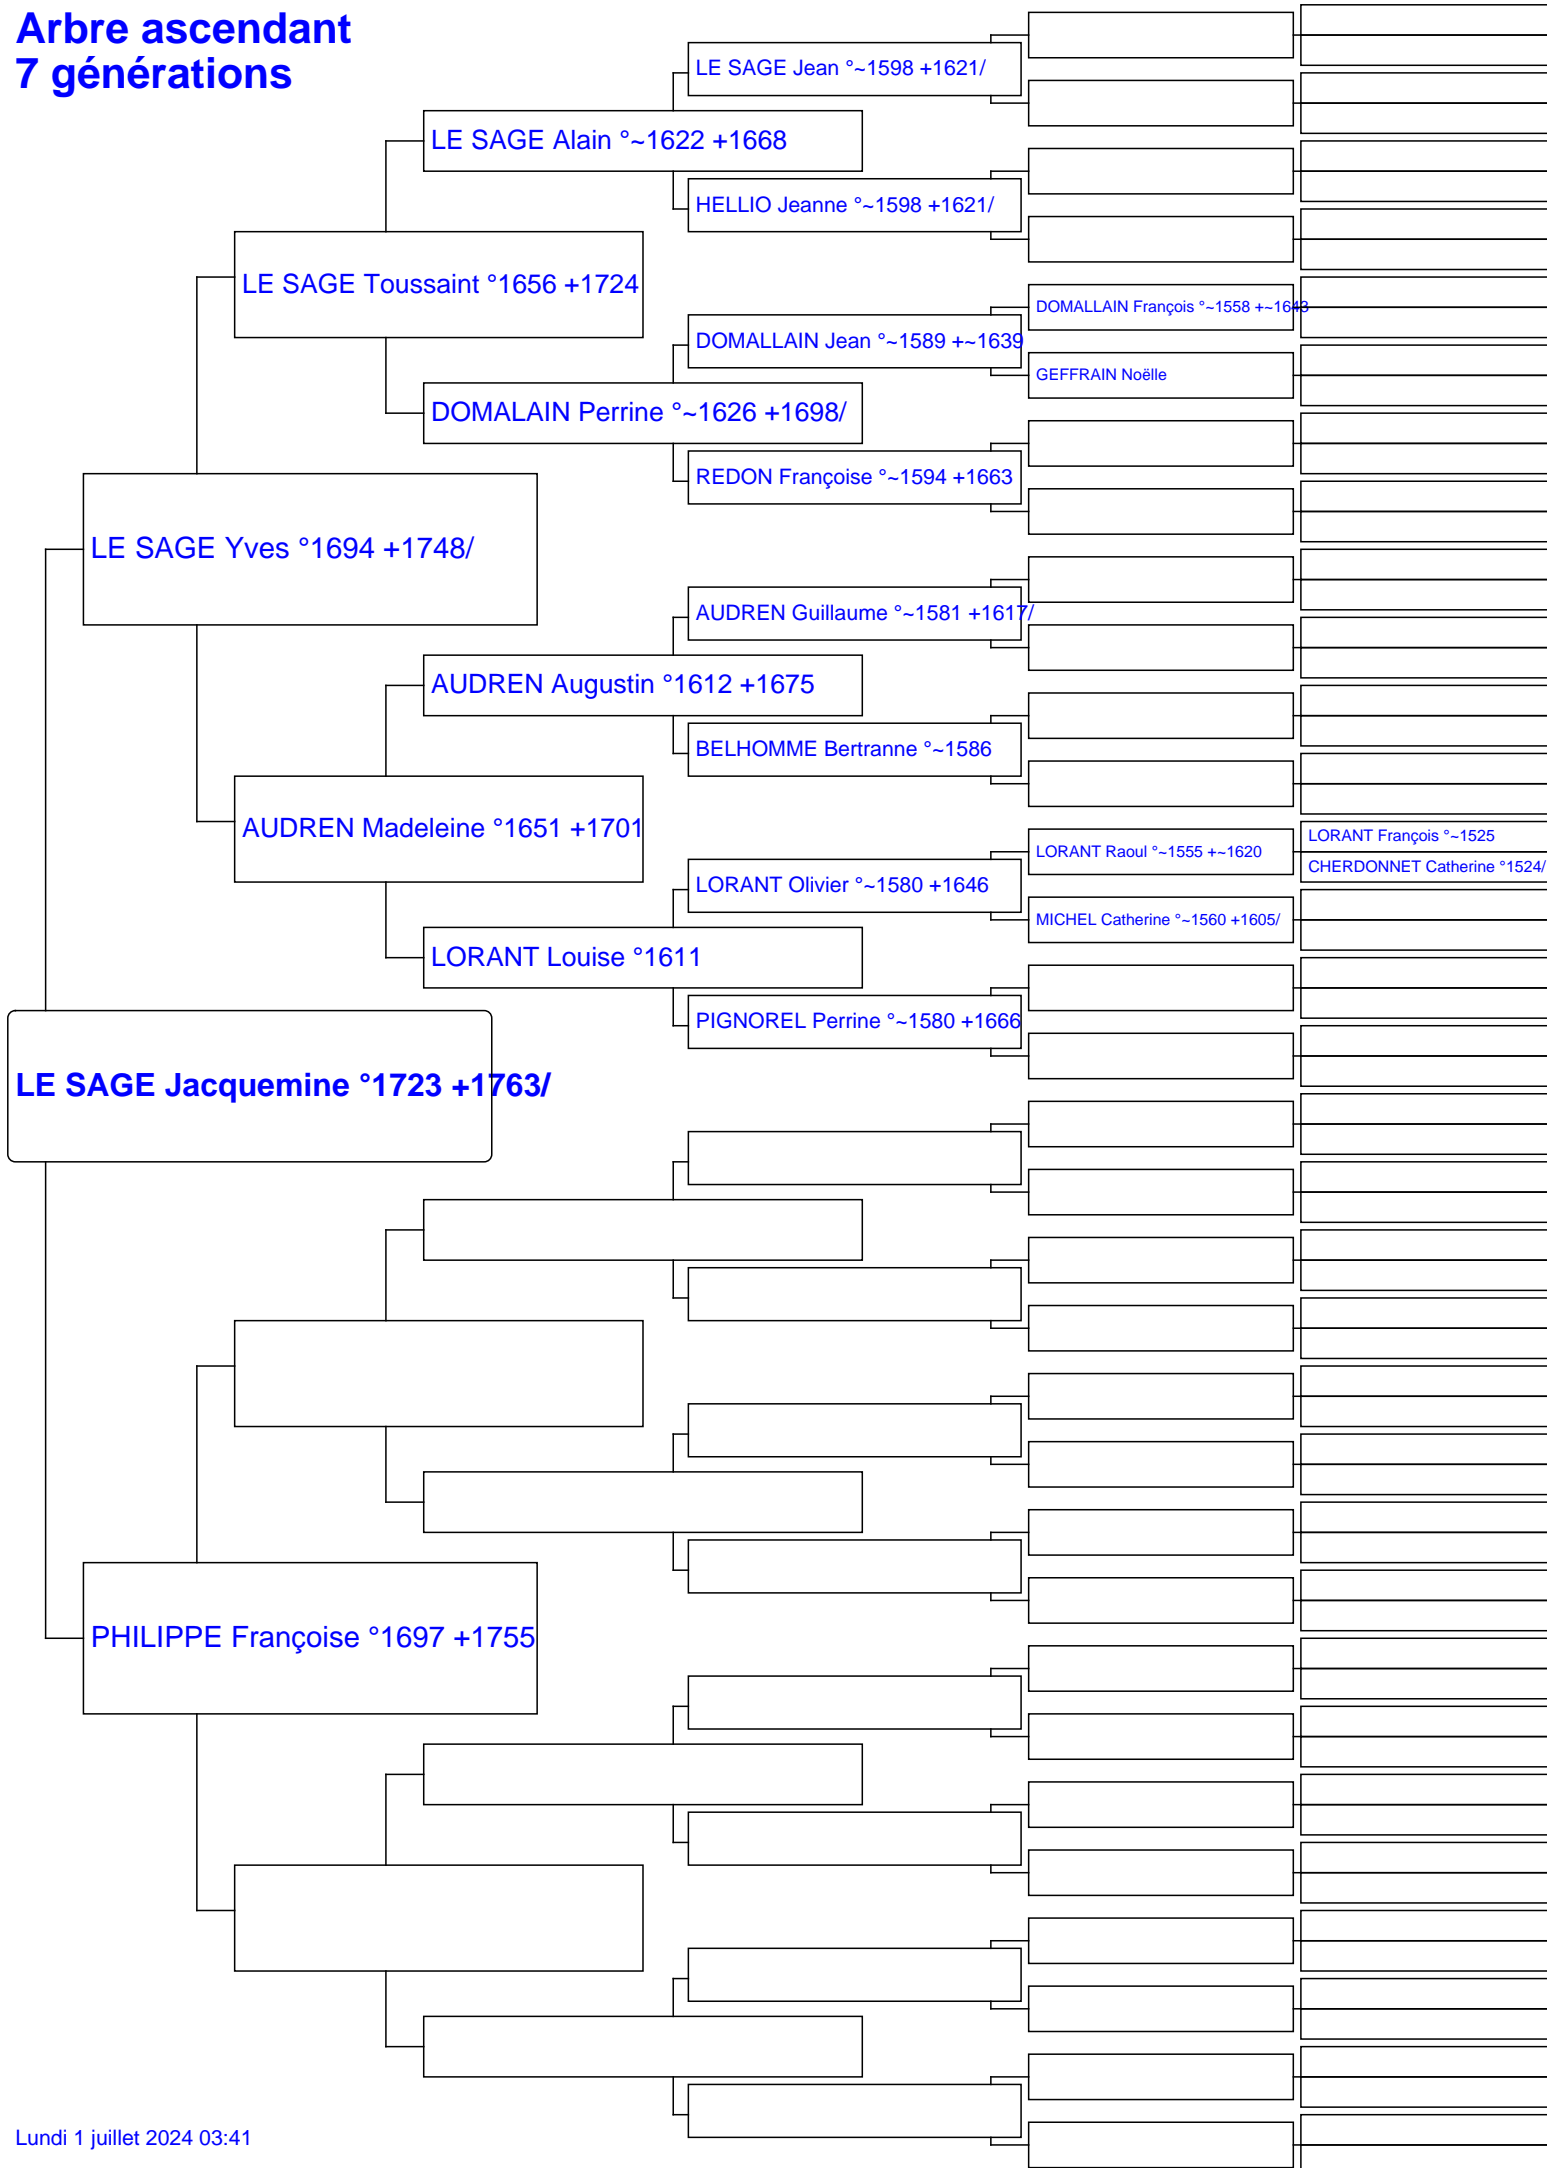 Arbre ascendant
7 générations
LE SAGE Jean °~1598 +1621/
LE SAGE Alain °~1622 +1668
HELLIO Jeanne °~1598 +1621/
LE SAGE Toussaint °1656 +1724
DOMALLAIN François °~1558 +~1643
DOMALLAIN Jean °~1589 +~1639
GEFFRAIN Noëlle
DOMALAIN Perrine °~1626 +1698/
REDON Françoise °~1594 +1663
LE SAGE Yves °1694 +1748/
AUDREN Guillaume °~1581 +1617/
AUDREN Augustin °1612 +1675
BELHOMME Bertranne °~1586
AUDREN Madeleine °1651 +1701
LORANT François °~1525
LORANT Raoul °~1555 +~1620
CHERDONNET Catherine °1524/
LORANT Olivier °~1580 +1646
MICHEL Catherine °~1560 +1605/
LORANT Louise °1611
PIGNOREL Perrine °~1580 +1666
LE SAGE Jacquemine °1723 +1763/
PHILIPPE Françoise °1697 +1755
Lundi 1 juillet 2024 03:41